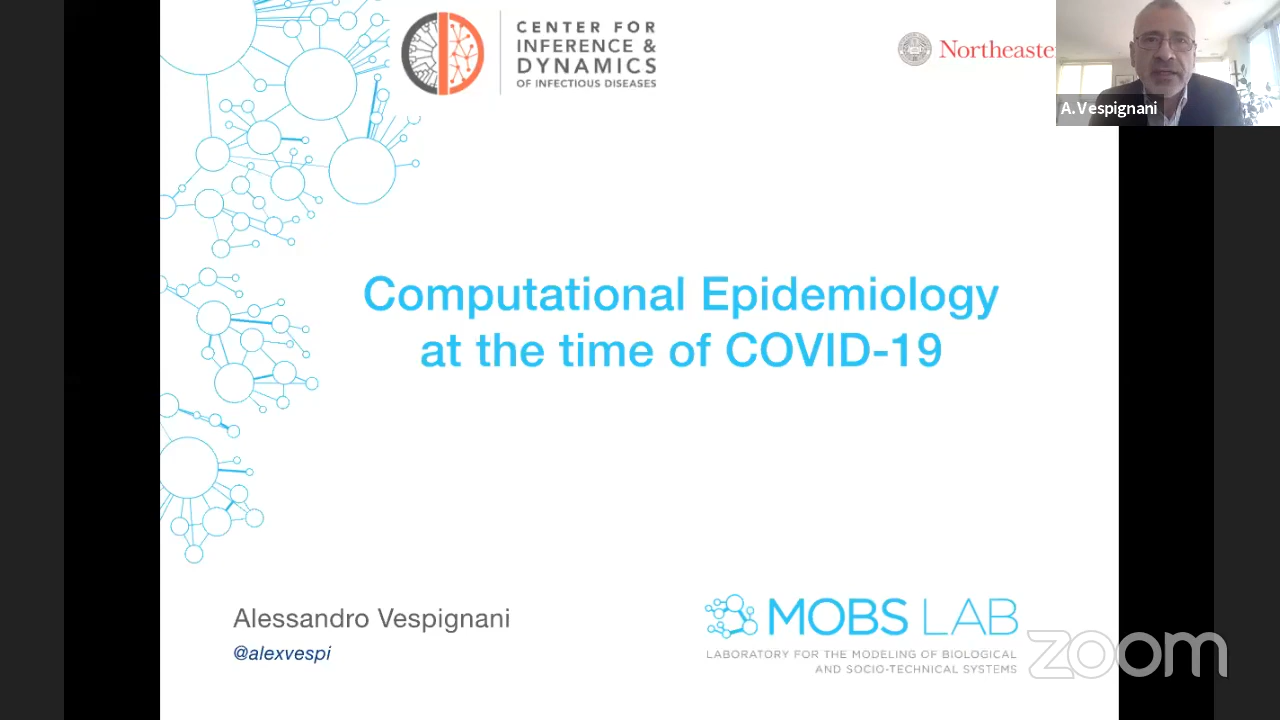 CENTER FOR
INFERENCE &
DYNAMICS
OF INFECTIOUS DISEASES
Northeaste
A.Vespignani
Computational Epidemiology
at the time of COVID-19
Alessandro Vespignani
@alexvespi
MOBS LAB
LABORATORY FOR THE MODELING OF BIOLOGICAL
AND SOCIO-TECHNICAL SYSTEMS
zoom